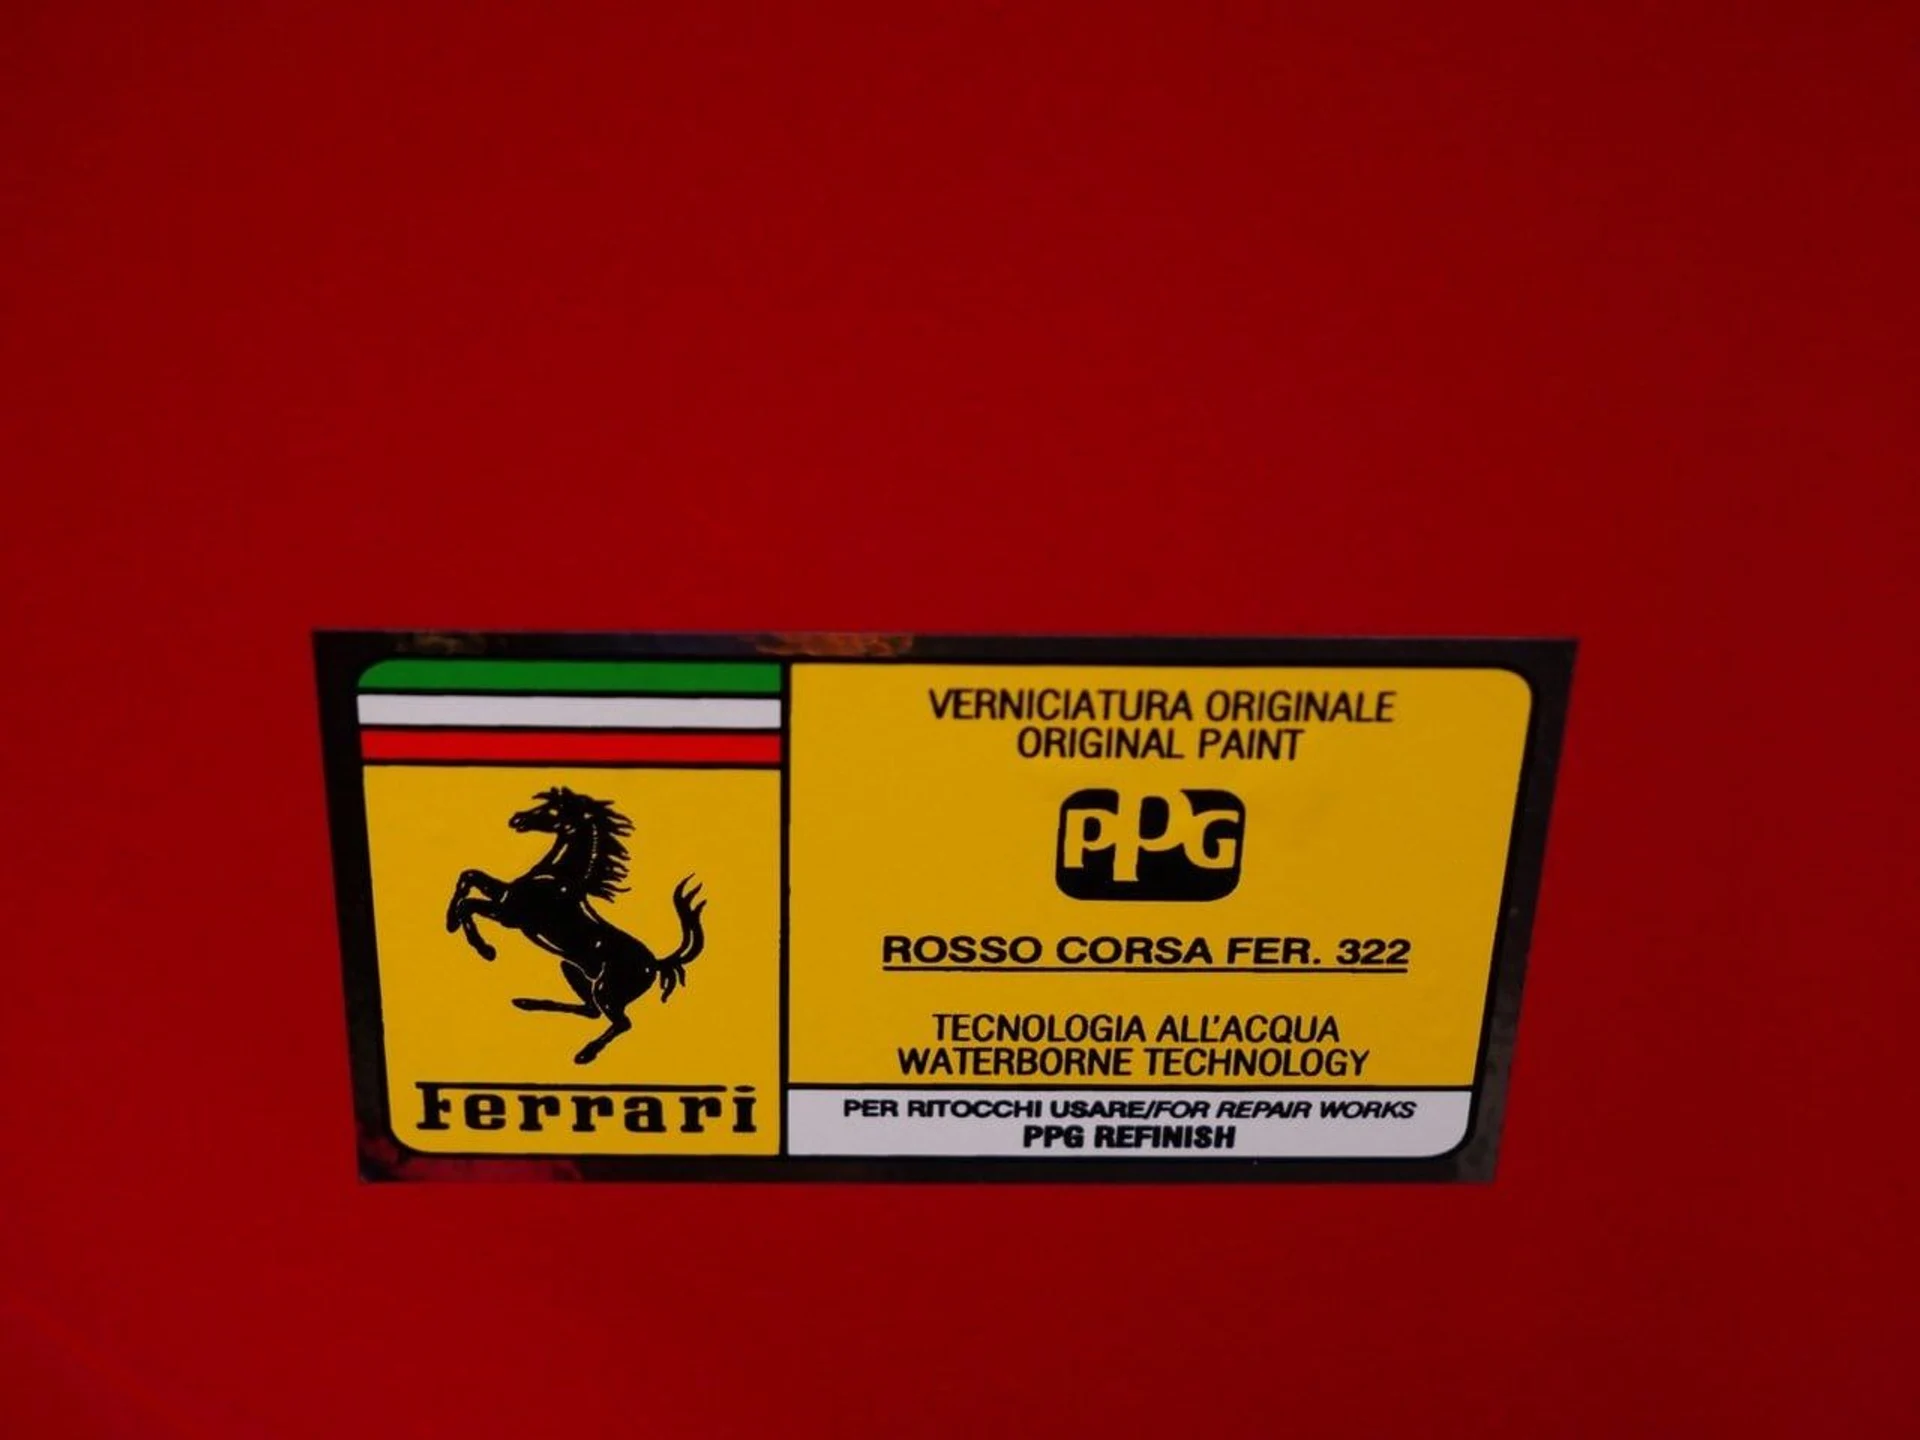 VERNICIATURA ORIGINALE
ORIGINAL PAINT
PPG
ROSSO CORSA FER. 322
TECNOLOGIA ALL'ACQUA
WATERBORNE TECHNOLOGY
PER RITOCCHI USARE/FOR REPAIR WORKS
PPG REFINISH
Ferrari